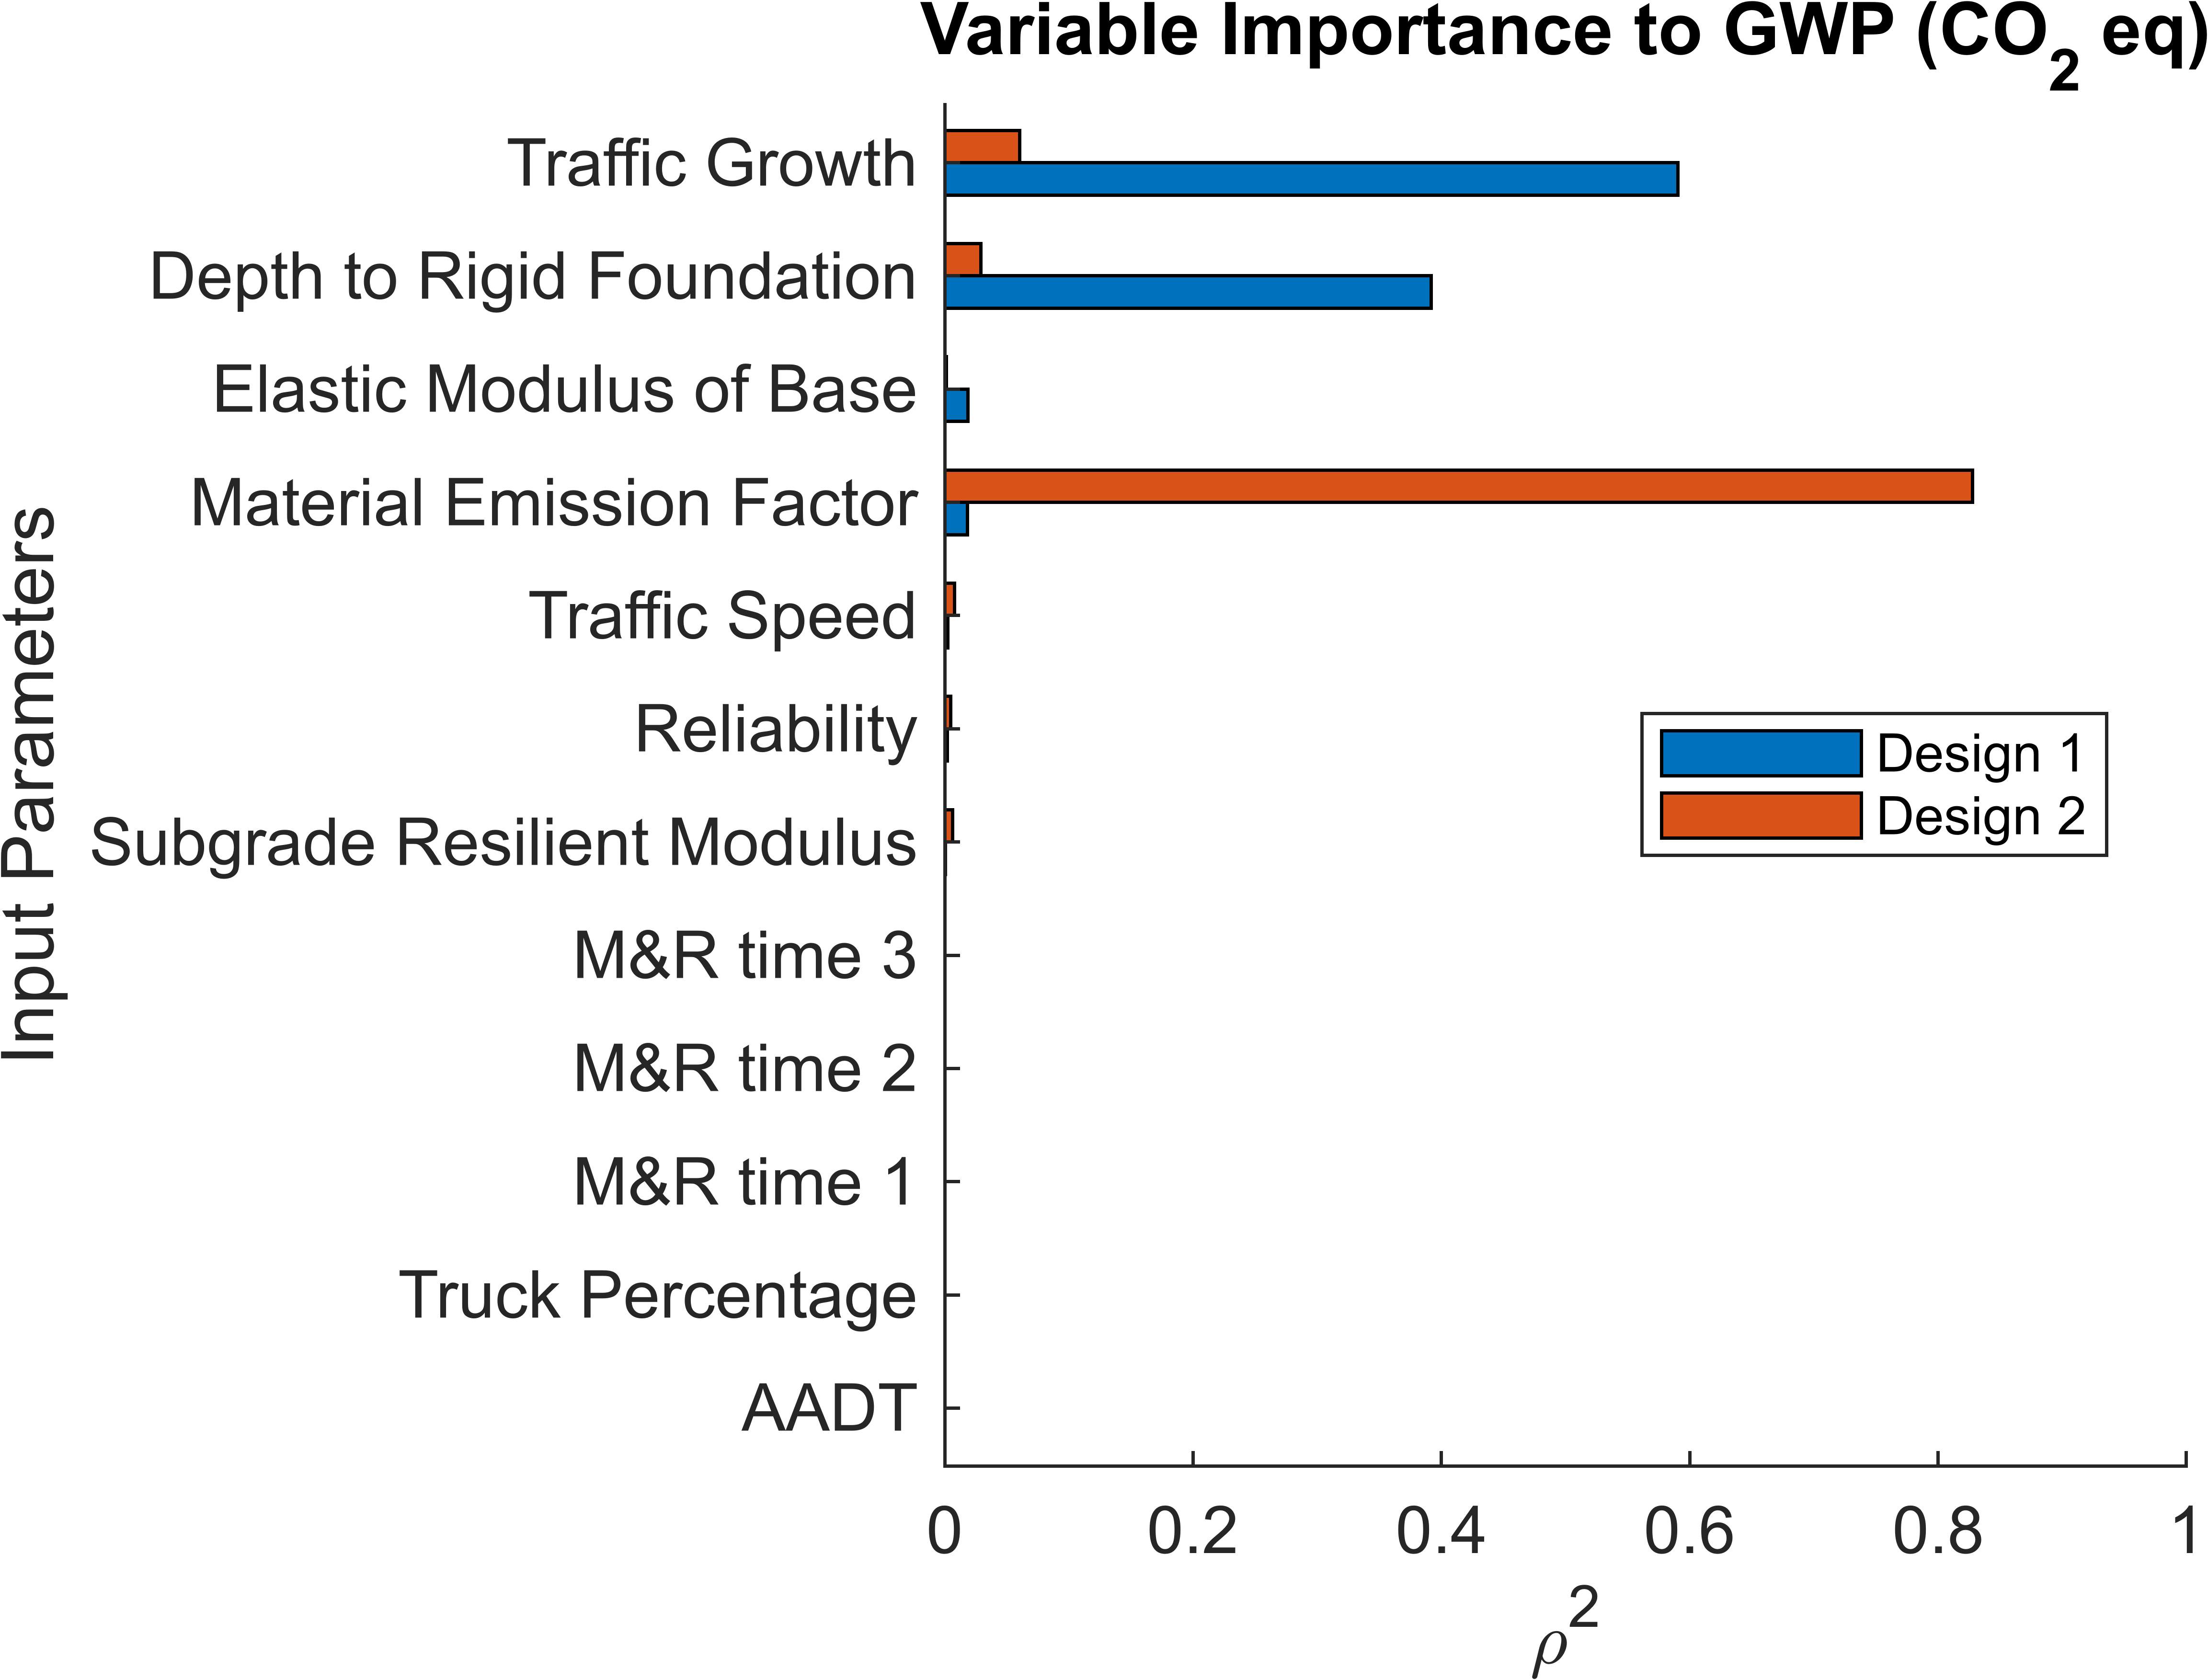 Variable Importance to GWP (CO₂ eq)
Input Parameters
Traffic Growth
Depth to Rigid Foundation
Elastic Modulus of Base
Material Emission Factor
Traffic Speed
Reliability
Subgrade Resilient Modulus
M&R time 3
M&R time 2
M&R time 1
Truck Percentage
AADT
Design 1
Design 2
0 0.2 0.4 0.6 0.8 1
ρ²